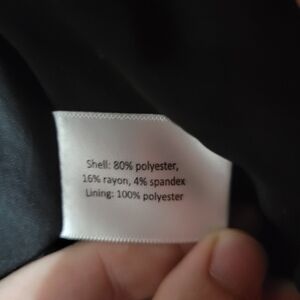 Shell: 80% polyester,
16% rayon, 4% spandex
Lining: 100% polyester